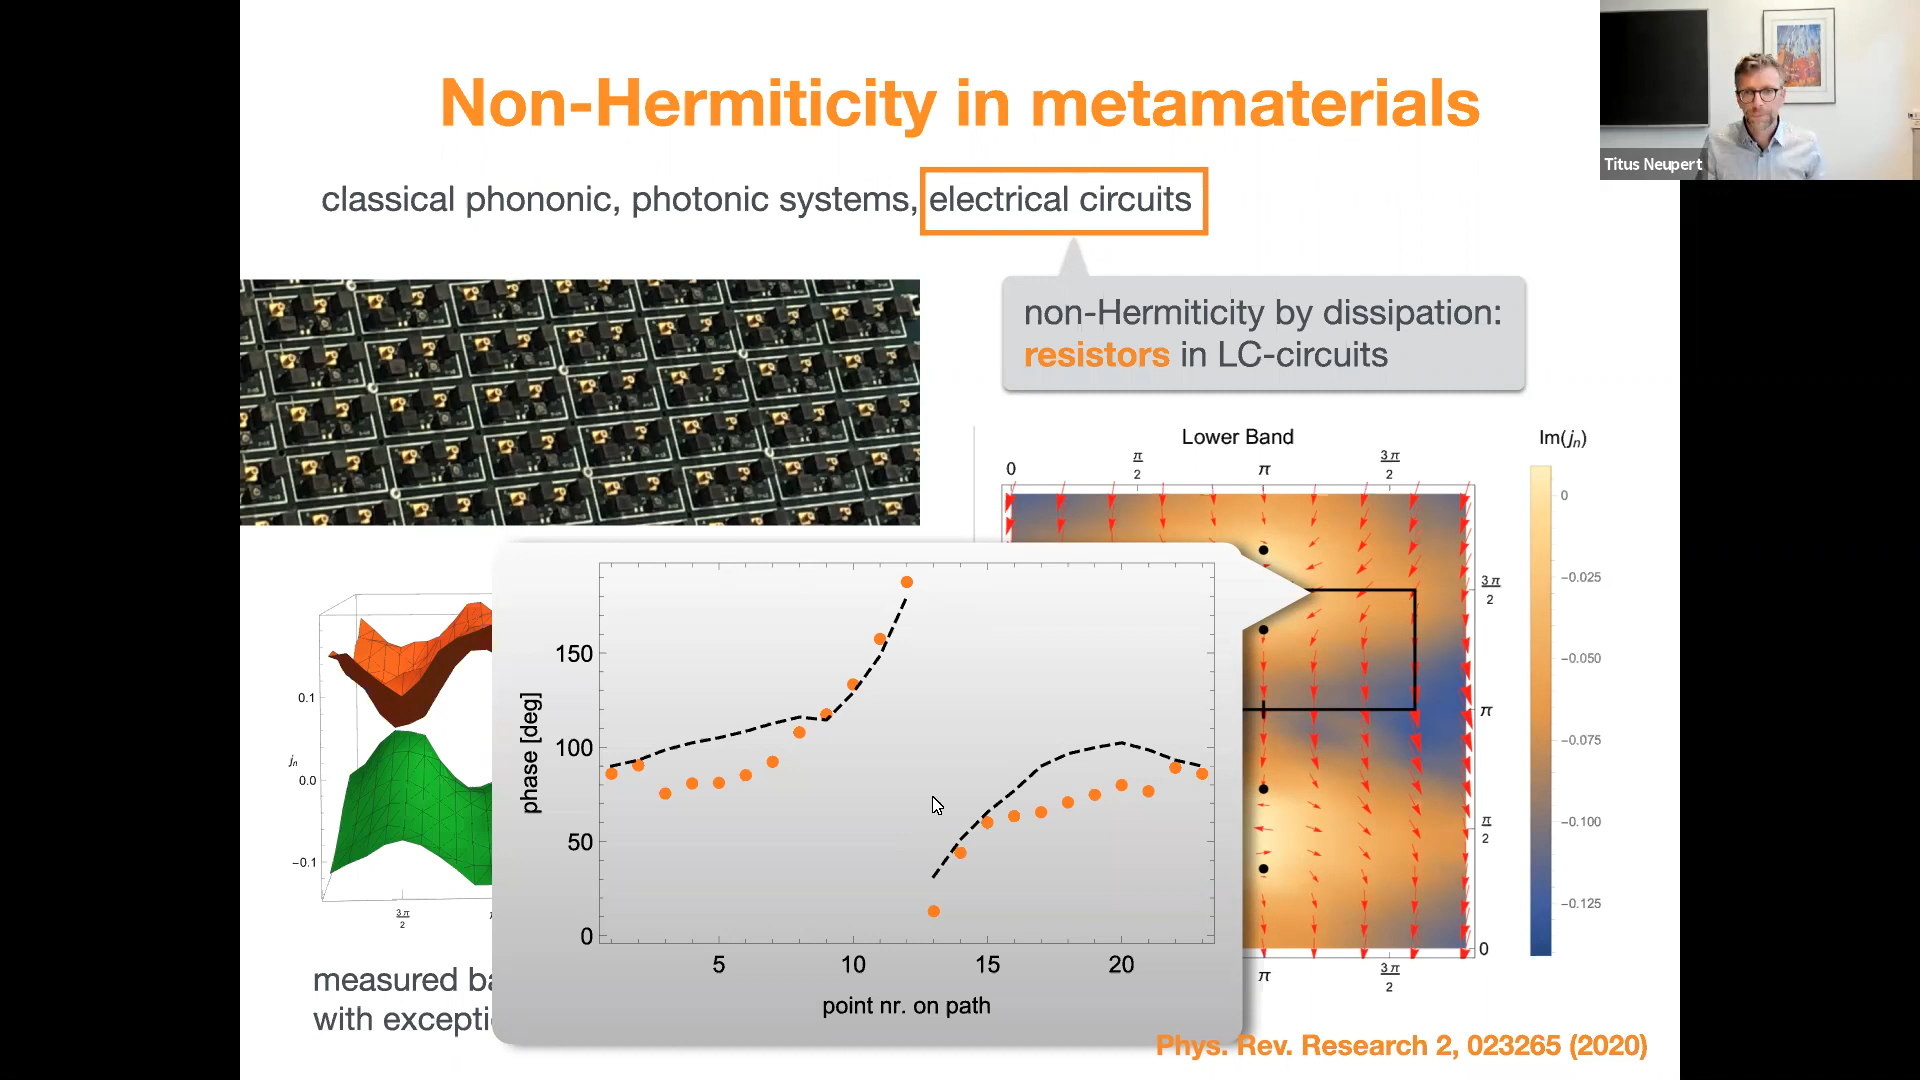 Non-Hermiticity in metamaterials
Titus Neupert
classical phononic, photonic systems, electrical circuits
non-Hermiticity by dissipation:
resistors in LC-circuits
Lower Band
Im(jn)
0 π/2 π 3π/2
0
-0.025
-0.050
-0.075
-0.100
-0.125
3π/2
π
π/2
0
π 3π/2
0.1
jn
0.0
-0.1
3π/2
150
100
50
0
phase [deg]
5 10 15 20
point nr. on path
measured ba
with excepti
Phys. Rev. Research 2, 023265 (2020)